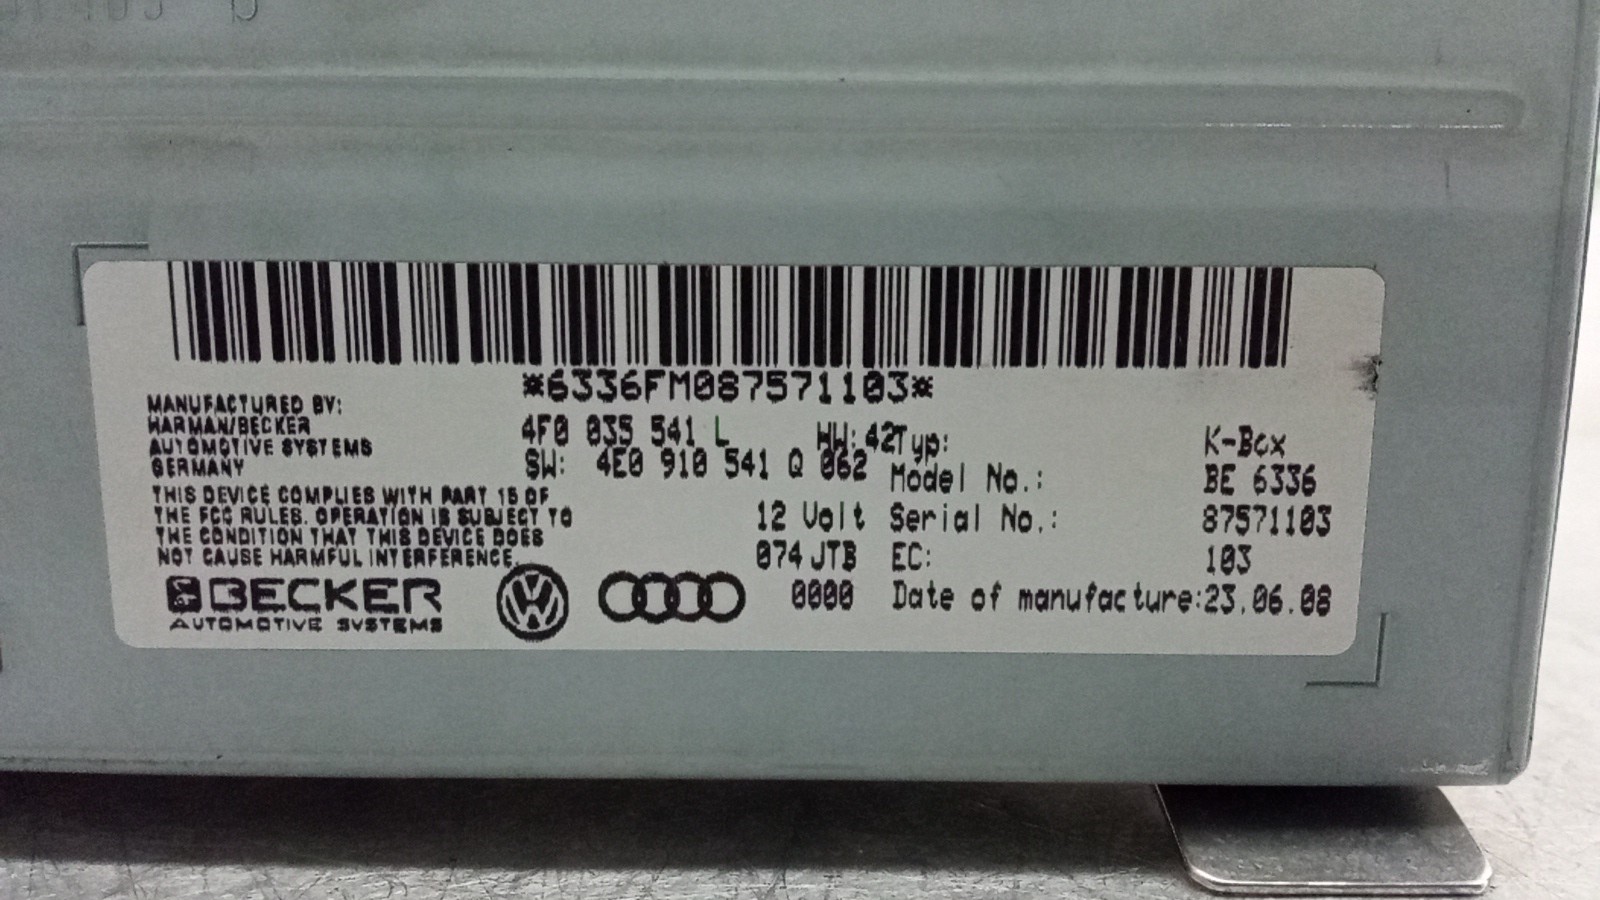 *6336FM087571103*
MANUFACTURED BY:
HARMAN/BECKER
AUTOMOTIVE SYSTEMS
GERMANY
4F0 035 541 L HW: 42
SW: 4E0 910 541 Q 062
Typ: K-Box
Model No.: BE 6336
12 Volt Serial No.: 87571103
074 JTB EC: 103
0000 Date of manufacture: 23.06.08
THIS DEVICE COMPLIES WITH PART 15 OF
THE FCC RULES. OPERATION IS SUBJECT TO
THE CONDITION THAT THIS DEVICE DOES
NOT CAUSE HARMFUL INTERFERENCE.
BECKER
AUTOMOTIVE SYSTEMS